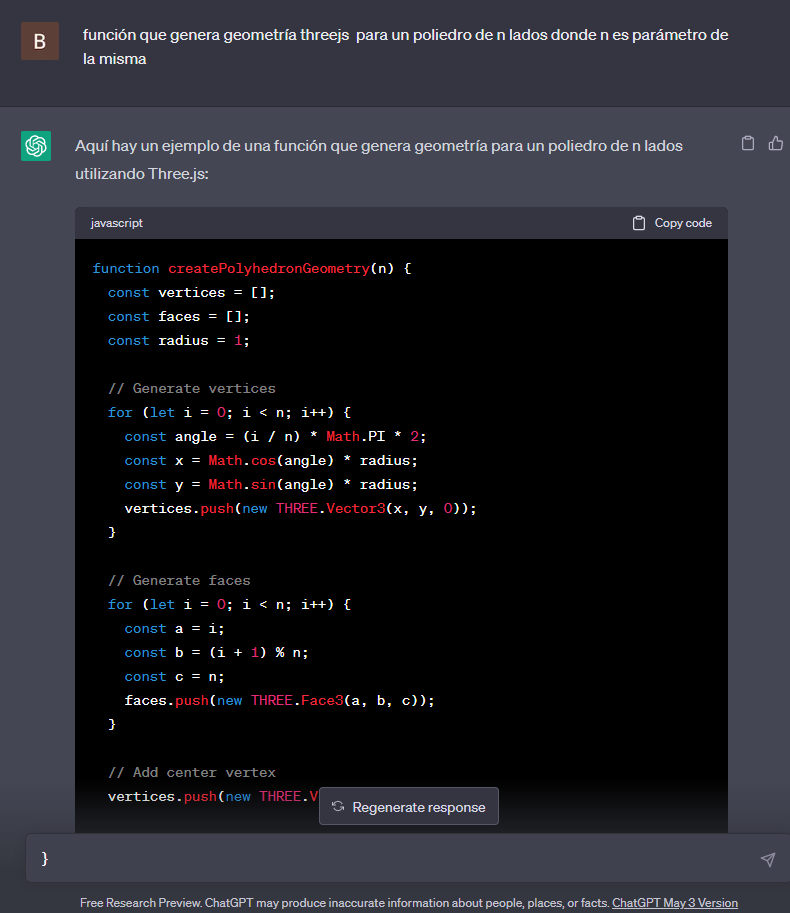 B
función que genera geometría threejs  para un poliedro de n lados donde n es parámetro de
la misma
Aquí hay un ejemplo de una función que genera geometría para un poliedro de n lados
utilizando Three.js:
javascript
Copy code
function createPolyhedronGeometry(n) {
  const vertices = [];
  const faces = [];
  const radius = 1;

  // Generate vertices
  for (let i = 0; i < n; i++) {
    const angle = (i / n) * Math.PI * 2;
    const x = Math.cos(angle) * radius;
    const y = Math.sin(angle) * radius;
    vertices.push(new THREE.Vector3(x, y, 0));
  }

  // Generate faces
  for (let i = 0; i < n; i++) {
    const a = i;
    const b = (i + 1) % n;
    const c = n;
    faces.push(new THREE.Face3(a, b, c));
  }

  // Add center vertex
  vertices.push(new THREE.V
Regenerate response
}
Free Research Preview. ChatGPT may produce inaccurate information about people, places, or facts. ChatGPT May 3 Version